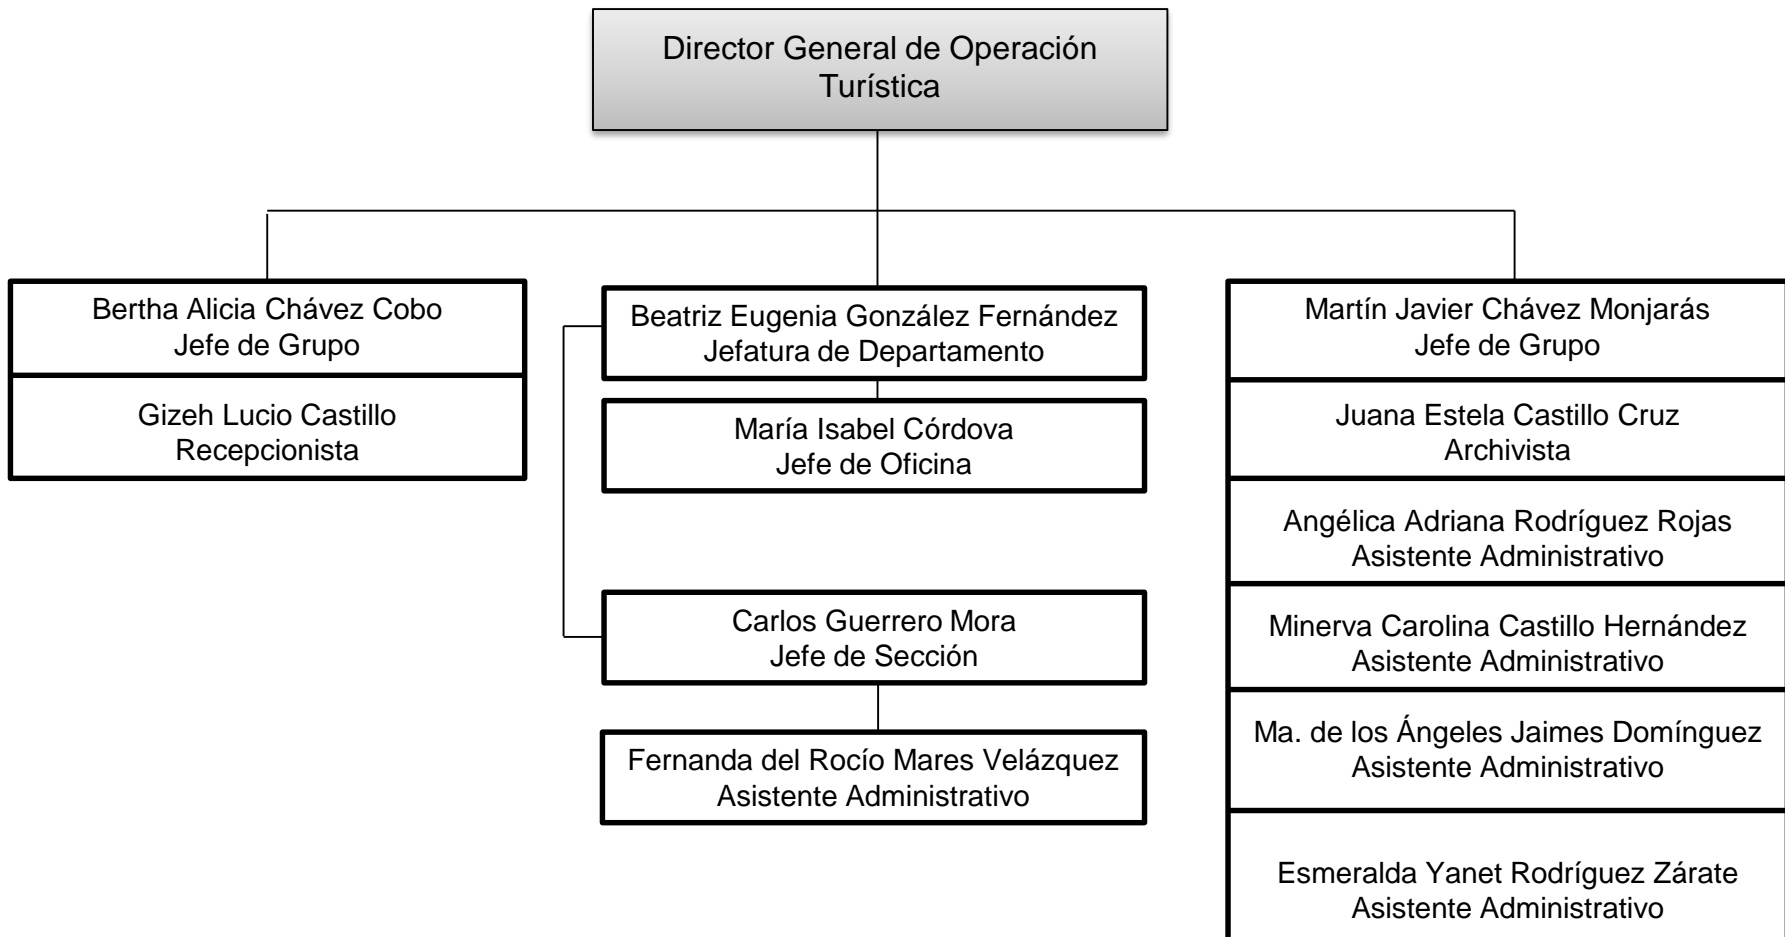 Director General de Operación
Turística
Bertha Alicia Chávez Cobo
Jefe de Grupo
Gizeh Lucio Castillo
Recepcionista
Beatriz Eugenia González Fernández
Jefatura de Departamento
María Isabel Córdova
Jefe de Oficina
Carlos Guerrero Mora
Jefe de Sección
Fernanda del Rocío Mares Velázquez
Asistente Administrativo
Martín Javier Chávez Monjarás
Jefe de Grupo
Juana Estela Castillo Cruz
Archivista
Angélica Adriana Rodríguez Rojas
Asistente Administrativo
Minerva Carolina Castillo Hernández
Asistente Administrativo
Ma. de los Ángeles Jaimes Domínguez
Asistente Administrativo
Esmeralda Yanet Rodríguez Zárate
Asistente Administrativo